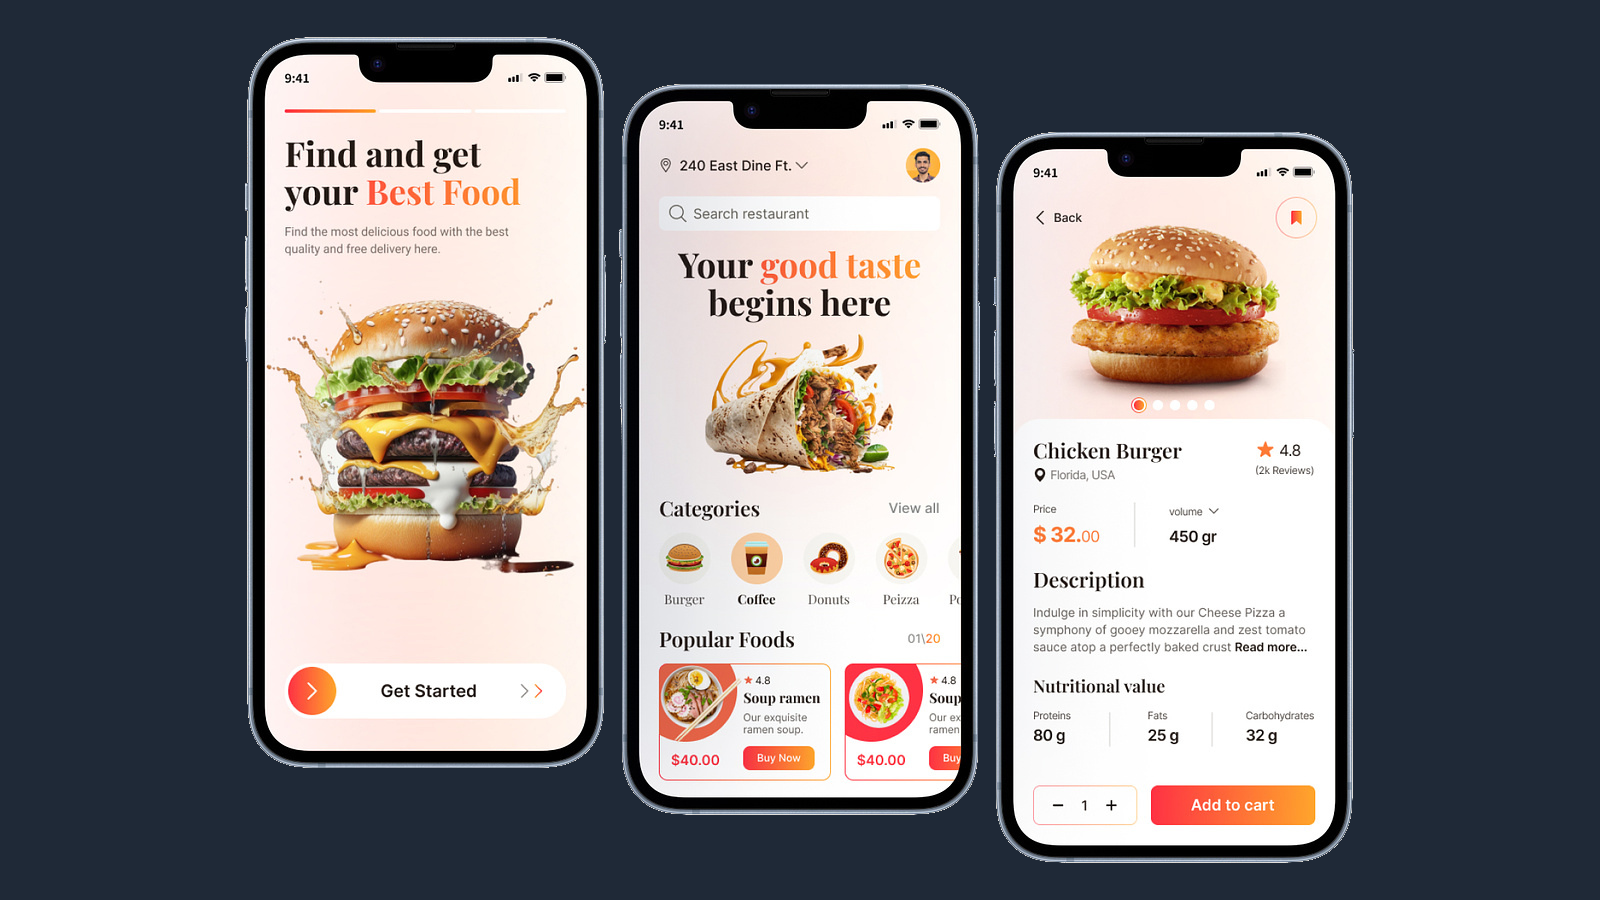 9:41
Find and get
your Best Food
Find the most delicious food with the best
quality and free delivery here.
Get Started
9:41
240 East Dine Ft.
Search restaurant
Your good taste
begins here
Categories
View all
Burger
Coffee
Donuts
Peizza
Pe
Popular Foods
01\20
4.8
Soup ramen
Our exquisite
ramen soup.
$40.00
Buy Now
4.8
Soup
Our ex
ramen
$40.00
Buy
9:41
Back
Chicken Burger
4.8
Florida, USA
(2k Reviews)
Price
volume
$ 32.00
450 gr
Description
Indulge in simplicity with our Cheese Pizza a
symphony of gooey mozzarella and zest tomato
sauce atop a perfectly baked crust Read more...
Nutritional value
Proteins
Fats
Carbohydrates
80 g
25 g
32 g
1
Add to cart